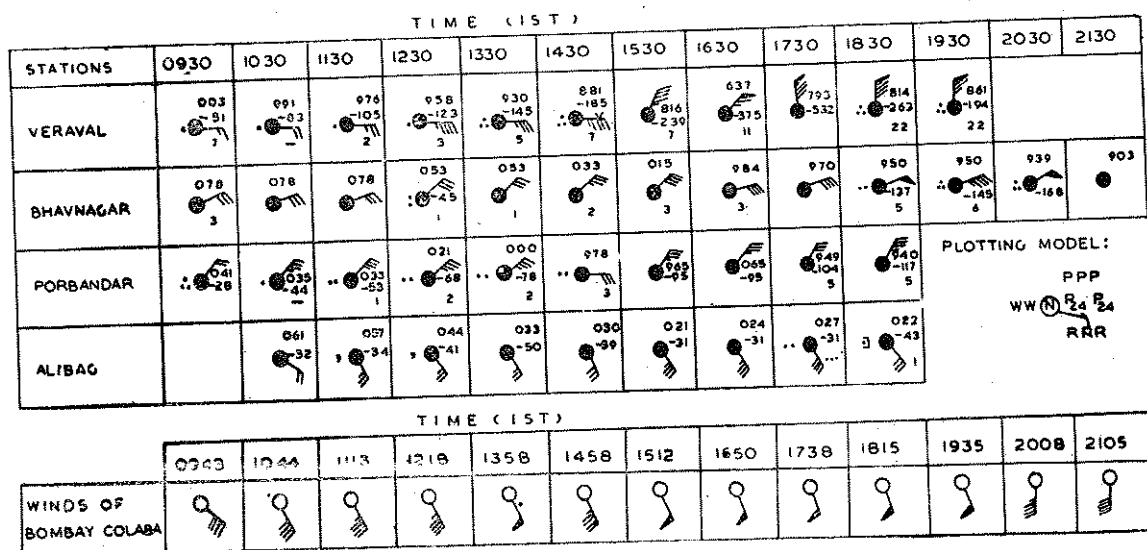 TIME (IST)
STATIONS 0930 1030 1130 1230 1330 1430 1530 1630 1730 1830 1930 2030 2130
003 991 976 958 930 881 637
VERAVAL -51 -83 -105 -123 -145 -185 816 -375 793 814 861
-239 -532 -263 -194
7 2 3 5 7 7 11 22 22
078 078 078 053 053 033 015 984 970 950 950 939 903
BHAVNAGAR -45 -137 -145 -168
3 1 1 2 3 3 5 6
021 000 978 PLOTTING MODEL:
PORBANDAR 041 035 033 -68 -78 965 065 949 940
-28 -44 -53 -95 -95 -104 -117
1 2 2 3 5 5
PPP
WW N P24 P24
RRR
061 057 044 033 030 021 024 027 022
ALIBAG -32 -34 -41 -50 -39 -31 -31 -31 -43
1
TIME (IST)
0943 1044 1113 1218 1358 1458 1512 1650 1738 1815 1935 2008 2105
WINDS OF
BOMBAY COLABA